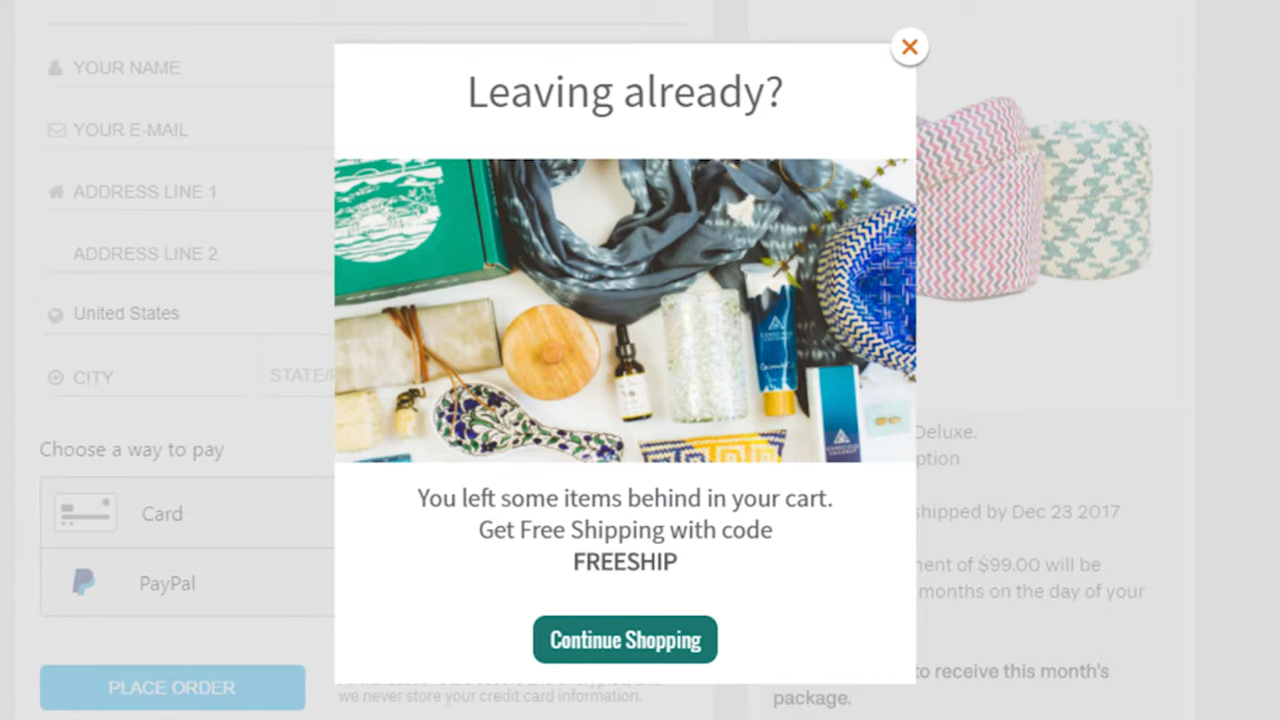 Leaving already?
You left some items behind in your cart.
Get Free Shipping with code
FREESHIP
Continue Shopping
YOUR NAME
YOUR E-MAIL
ADDRESS LINE 1
ADDRESS LINE 2
United States
CITY
Choose a way to pay
Card
PayPal
PLACE ORDER
we never store your credit card information.
Deluxe.
shipped by Dec 23 2017
of $99.00 will be
months on the day of your
to receive this month's
package.